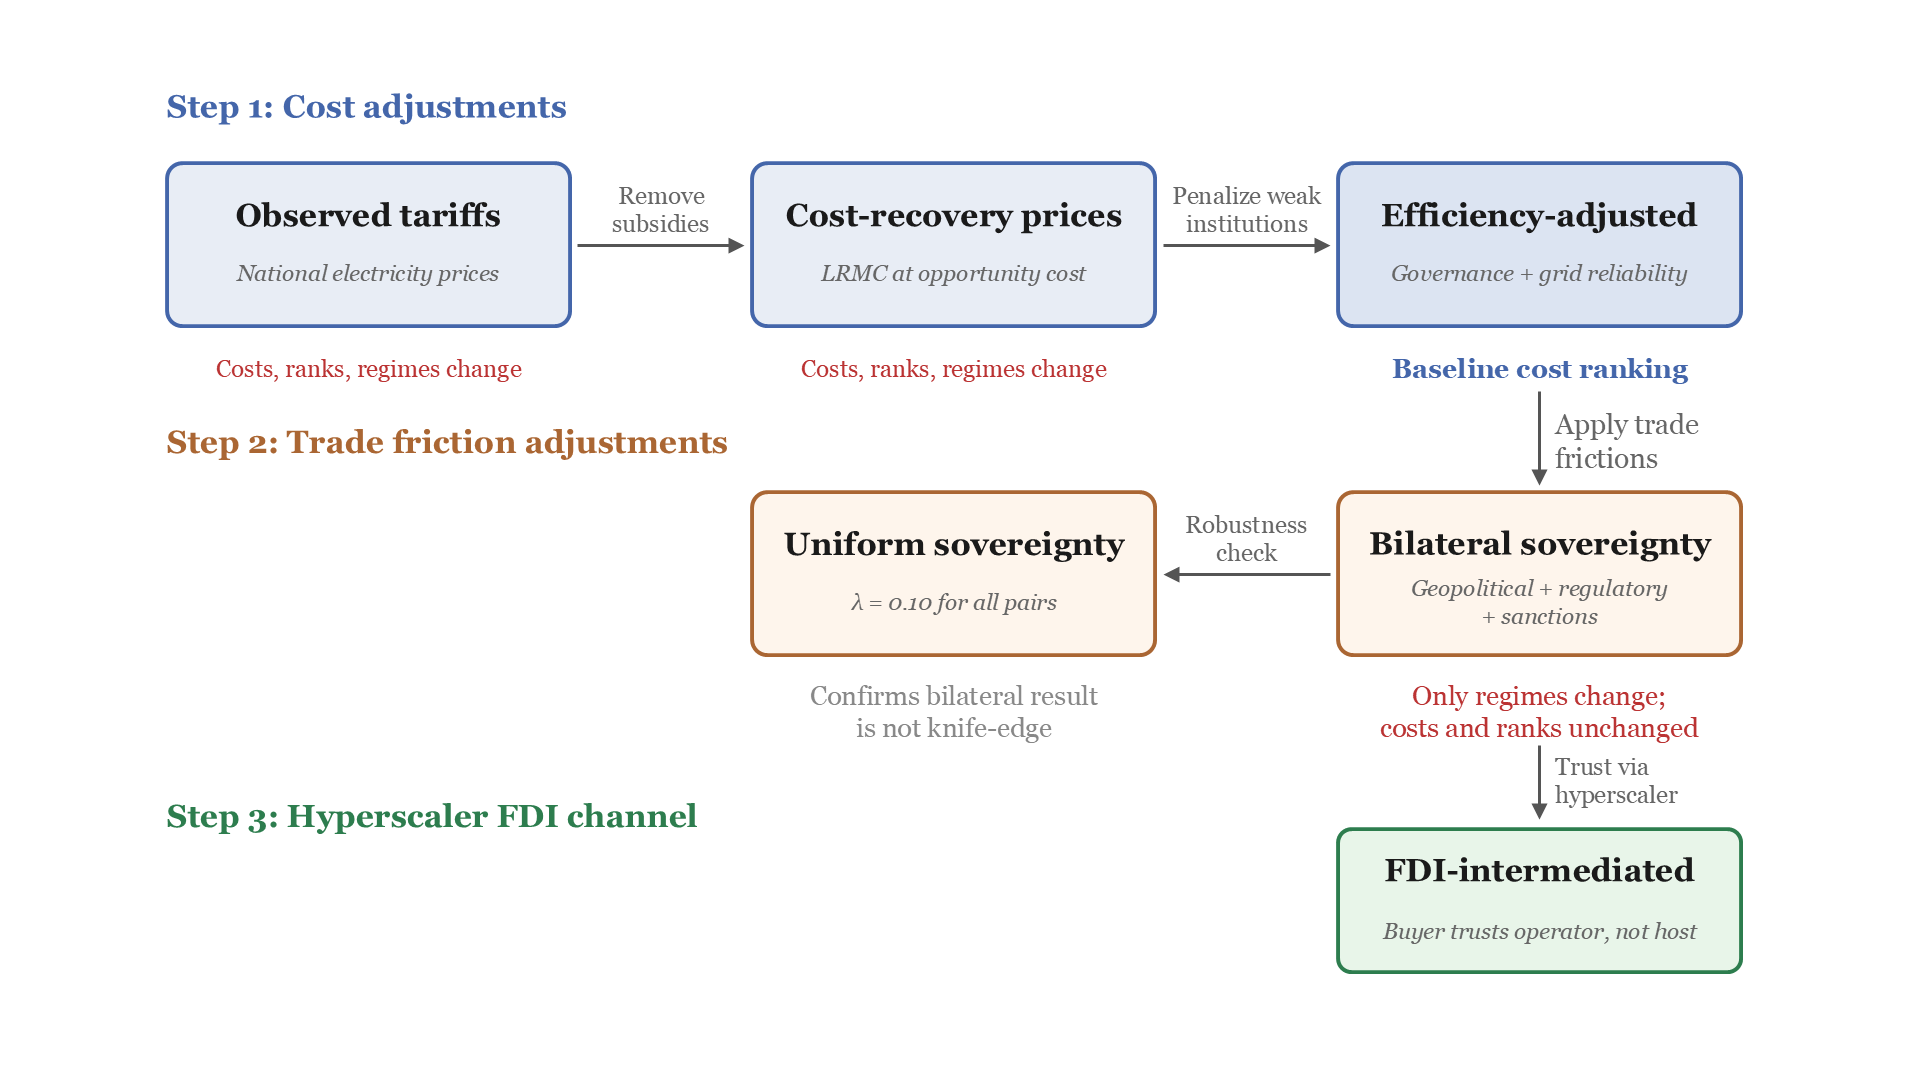 Step 1: Cost adjustments
Observed tariffs
National electricity prices
Remove
subsidies
Cost-recovery prices
LRMC at opportunity cost
Penalize weak
institutions
Efficiency-adjusted
Governance + grid reliability
Costs, ranks, regimes change
Costs, ranks, regimes change
Baseline cost ranking
Apply trade
frictions
Step 2: Trade friction adjustments
Uniform sovereignty
λ = 0.10 for all pairs
Robustness
check
Bilateral sovereignty
Geopolitical + regulatory
+ sanctions
Confirms bilateral result
is not knife-edge
Only regimes change;
costs and ranks unchanged
Trust via
hyperscaler
Step 3: Hyperscaler FDI channel
FDI-intermediated
Buyer trusts operator, not host